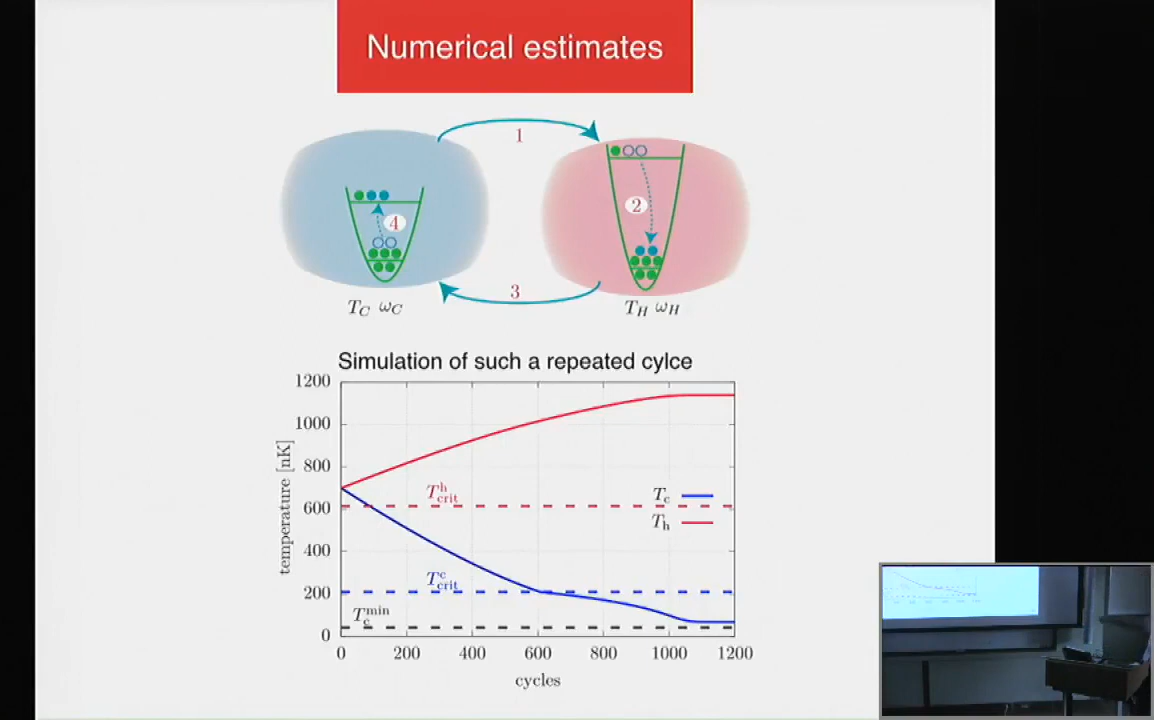 Numerical estimates
1
2
4
3
T_C ω_C
T_H ω_H
Simulation of such a repeated cylce
1200
1000
800
600
400
200
0
temperature [nK]
T^h_crit
T^c_crit
T^min_c
T_c
T_h
0 200 400 600 800 1000 1200
cycles